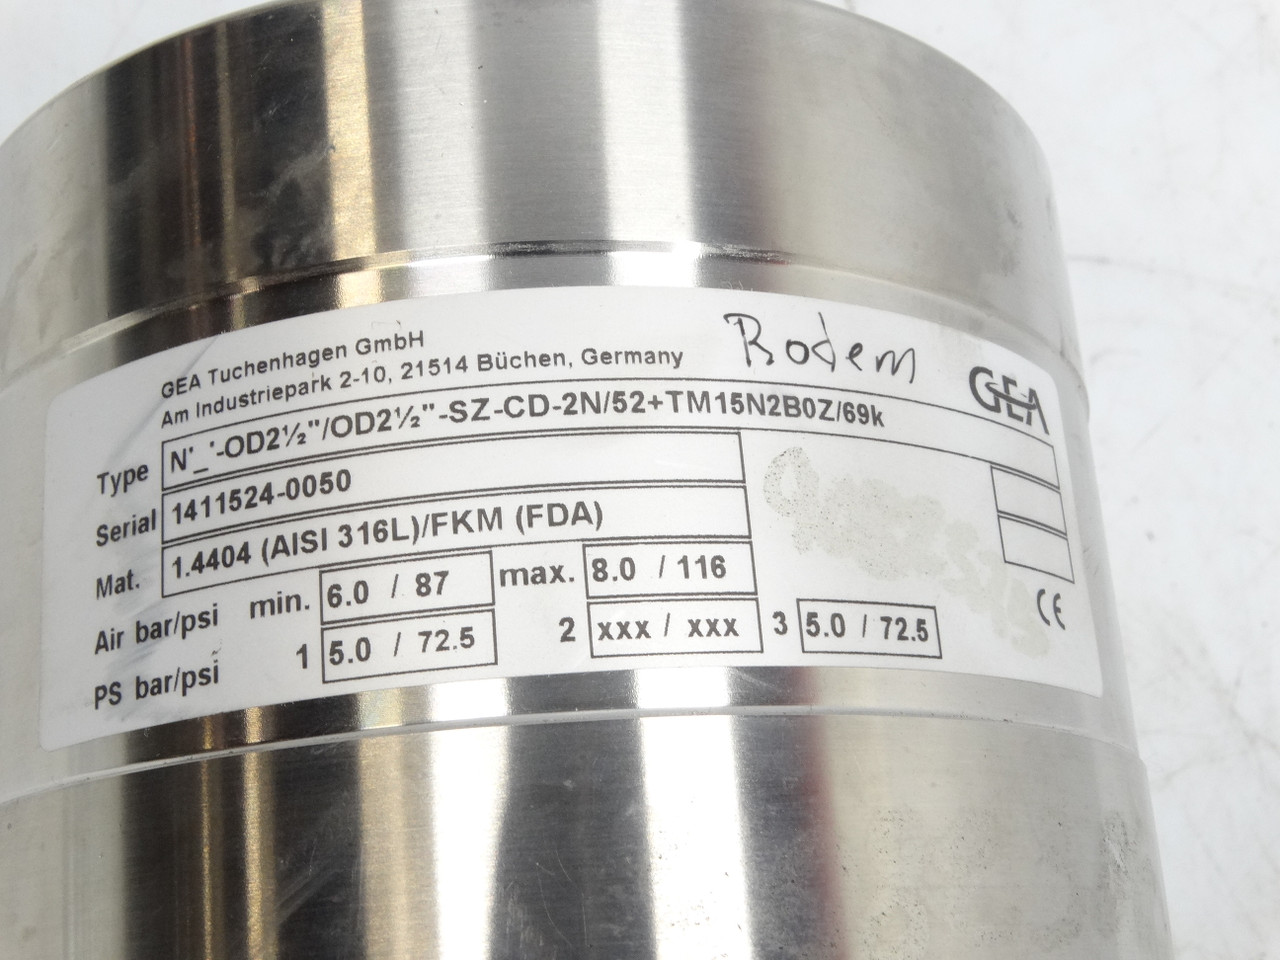 GEA Tuchenhagen GmbH
Am Industriepark 2-10, 21514 Büchen, Germany
Rodem
GEA
Type N'_'-OD2½"/OD2½"-SZ-CD-2N/52+TM15N2B0Z/69k
Serial 1411524-0050
Mat. 1.4404 (AISI 316L)/FKM (FDA)
Air bar/psi min. 6.0 / 87 max. 8.0 / 116
PS bar/psi 1 5.0 / 72.5 2 xxx / xxx 3 5.0 / 72.5
CE